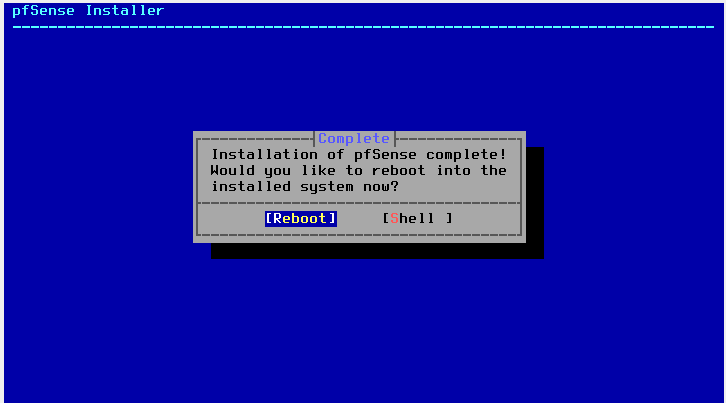 pfSense Installer
Complete
Installation of pfSense complete!
Would you like to reboot into the
installed system now?
[Reboot] [Shell ]